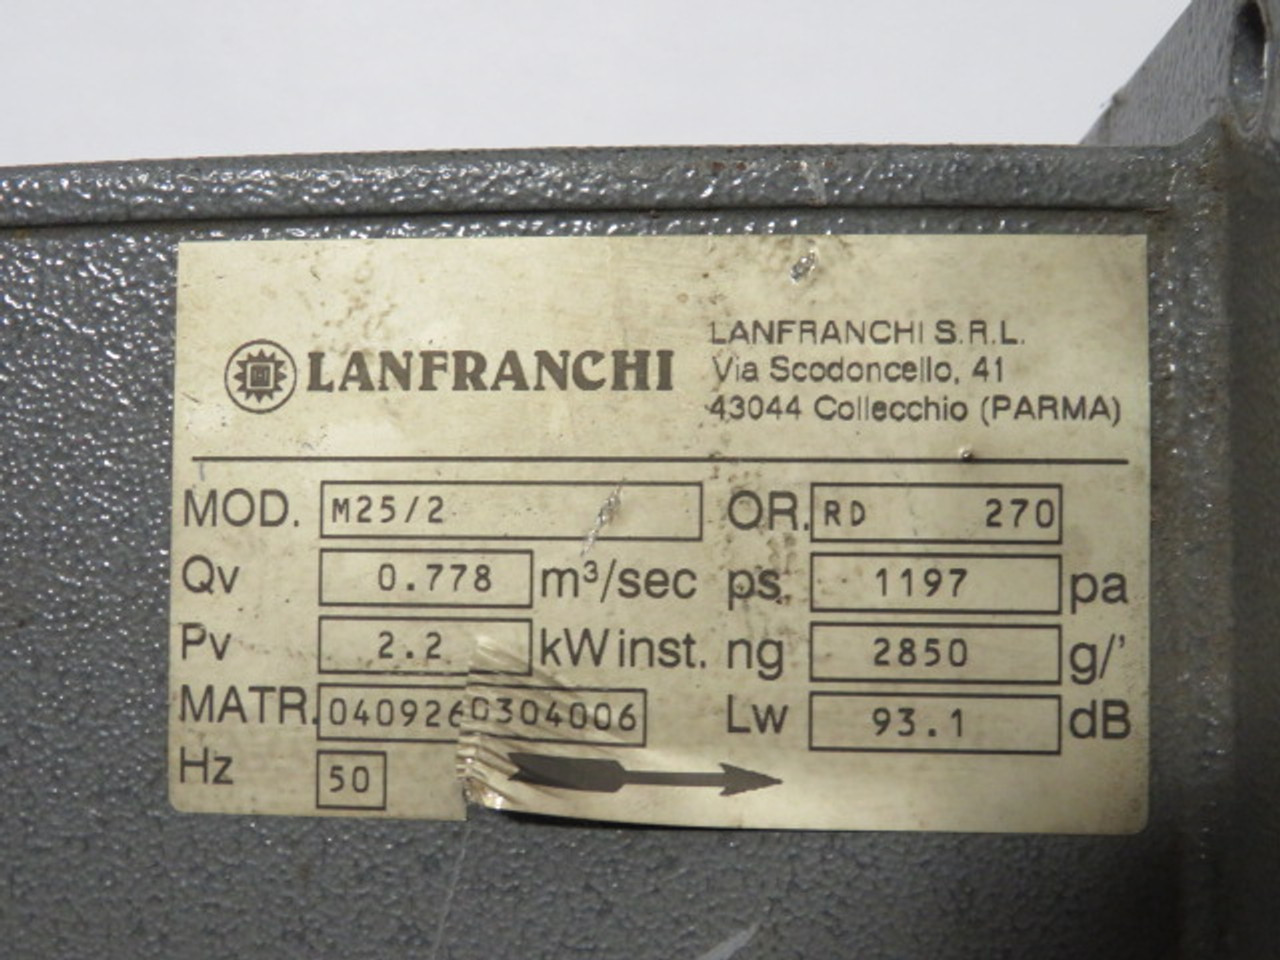 LANFRANCHI
LANFRANCHI S.R.L.
Via Scodoncello, 41
43044 Collecchio (PARMA)
MOD. M25/2 OR. RD 270
Qv 0.778 m³/sec ps. 1197 pa
Pv 2.2 kW inst. ng 2850 g/'
MATR. 0409260304006 Lw 93.1 dB
Hz 50